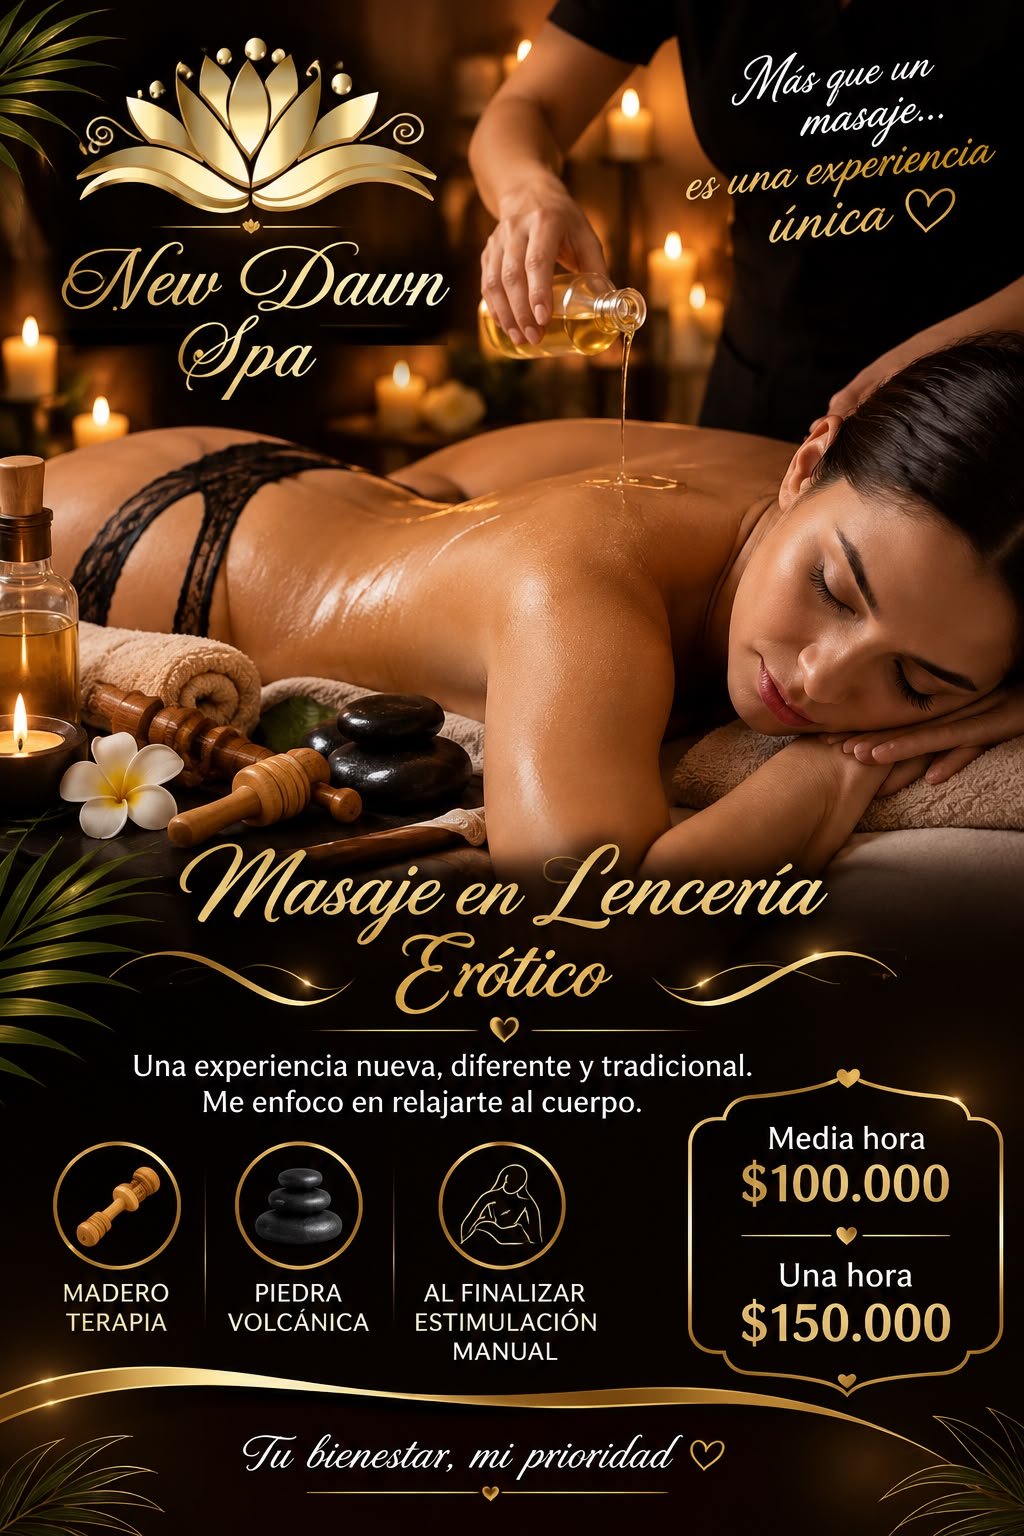 New Dawn
Spa
Más que un
masaje...
es una experiencia
única
Masaje en Lencería
Erótico
Una experiencia nueva, diferente y tradicional.
Me enfoco en relajarte al cuerpo.
MADERO
TERAPIA
PIEDRA
VOLCÁNICA
AL FINALIZAR
ESTIMULACIÓN
MANUAL
Media hora
$100.000
Una hora
$150.000
Tu bienestar, mi prioridad